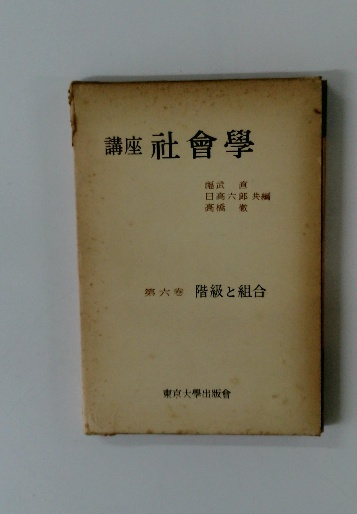 講座 社會學
福武 直
日高六郎 共編
高橋 徹
第六卷 階級と組合
東京大學出版會